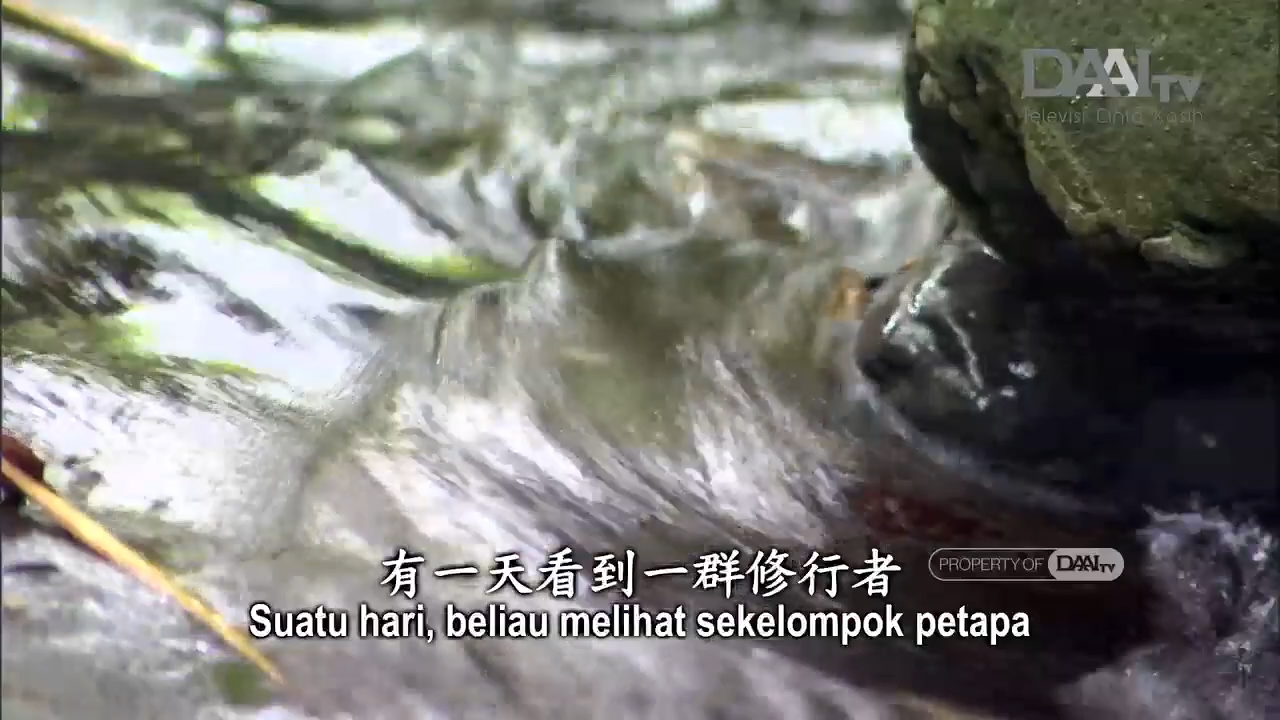 DAAI TV
Televisi Cinta Kasih
有一天看到一群修行者
PROPERTY OF DAAI TV
Suatu hari, beliau melihat sekelompok petapa